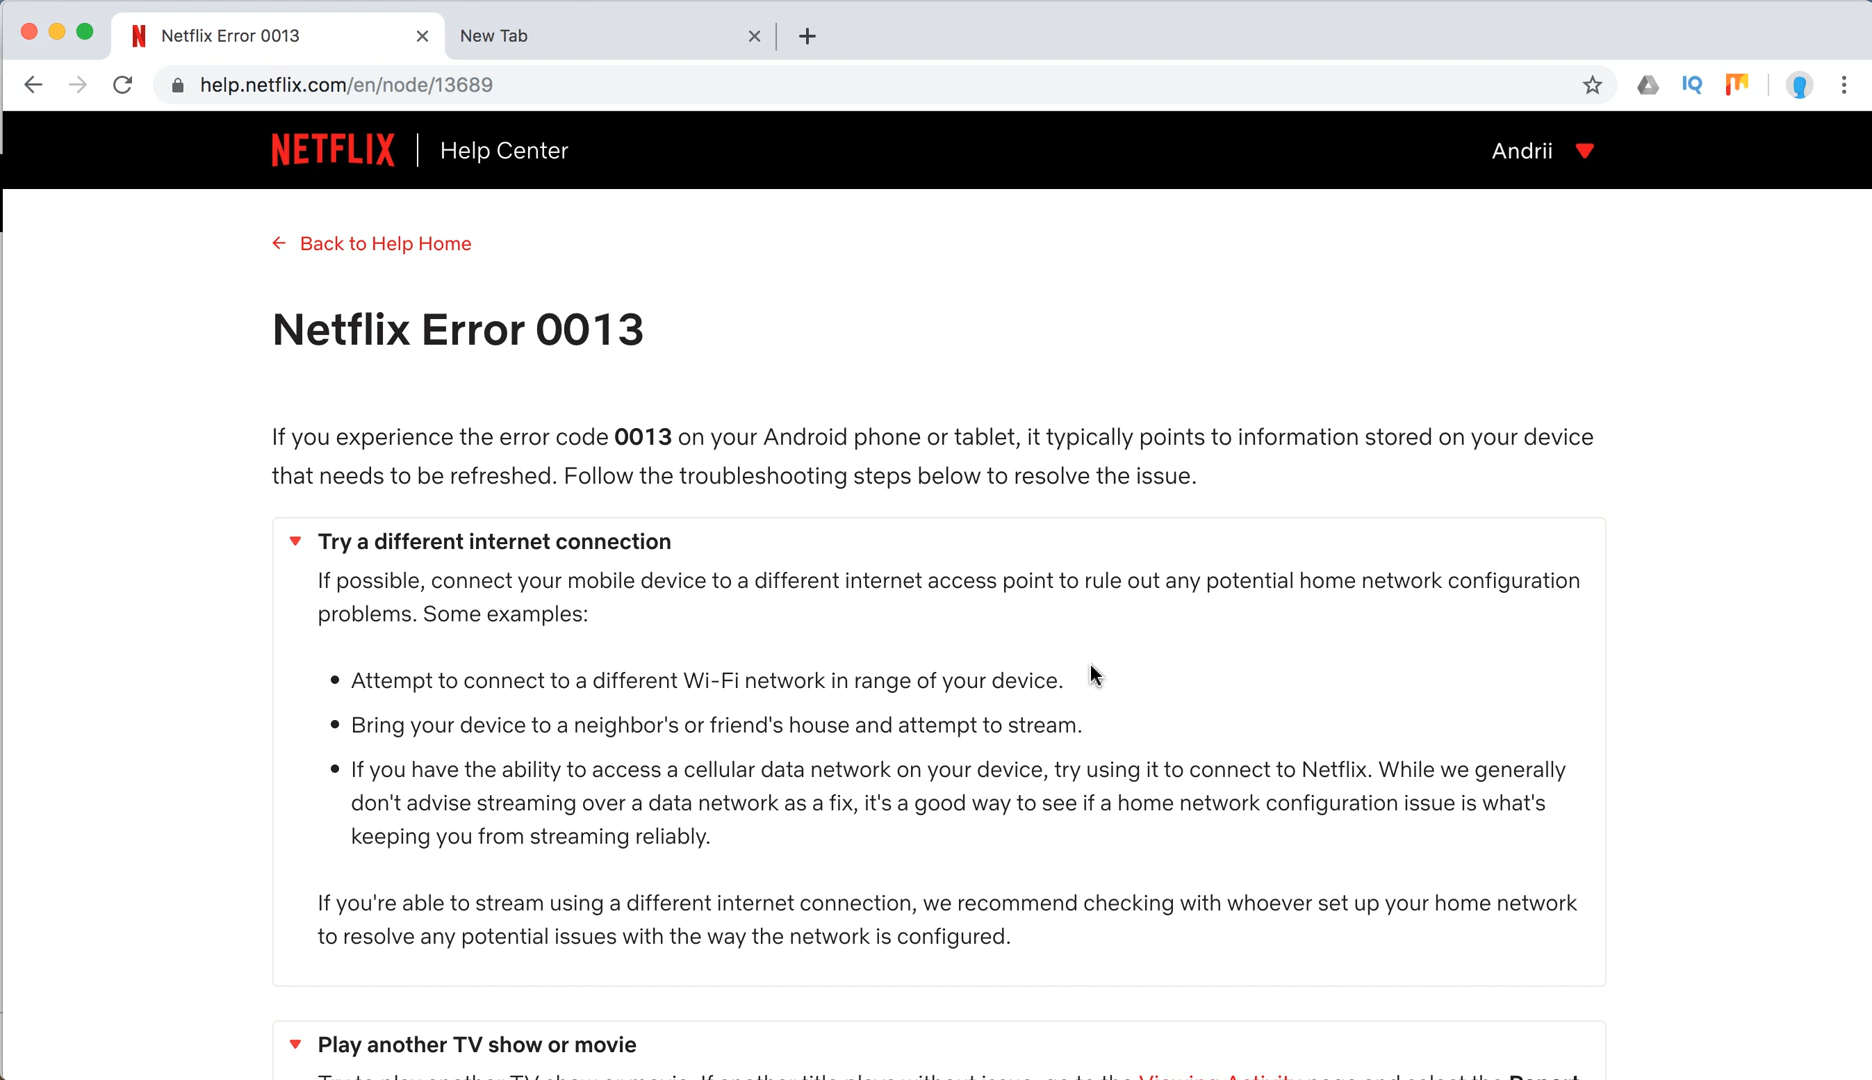 Netflix Error 0013
New Tab
help.netflix.com/en/node/13689
IQ
NETFLIX Help Center
Andrii
Back to Help Home
Netflix Error 0013
If you experience the error code 0013 on your Android phone or tablet, it typically points to information stored on your device
that needs to be refreshed. Follow the troubleshooting steps below to resolve the issue.
Try a different internet connection
If possible, connect your mobile device to a different internet access point to rule out any potential home network configuration
problems. Some examples:
Attempt to connect to a different Wi-Fi network in range of your device.
Bring your device to a neighbor's or friend's house and attempt to stream.
If you have the ability to access a cellular data network on your device, try using it to connect to Netflix. While we generally
don't advise streaming over a data network as a fix, it's a good way to see if a home network configuration issue is what's
keeping you from streaming reliably.
If you're able to stream using a different internet connection, we recommend checking with whoever set up your home network
to resolve any potential issues with the way the network is configured.
Play another TV show or movie